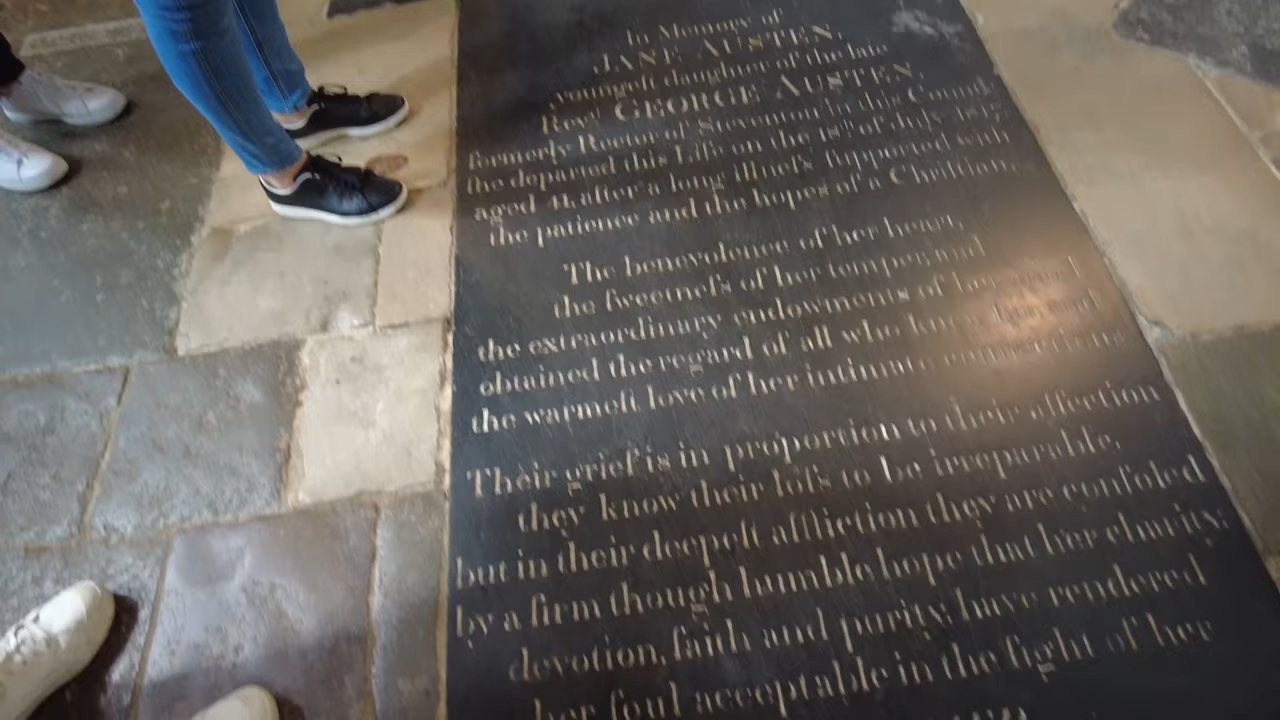 In Memory of
JANE AUSTEN,
youngeſt daughter of the late
Revd. GEORGE AUSTEN,
formerly Rector of Steventon in this County
ſhe departed this Life on the 18th of July 1817,
aged 41, after a long illneſs ſupported with
the patience and the hopes of a Chriſtian.
The benevolence of her heart,
the ſweetneſs of her temper, and
the extraordinary endowments of her mind
obtained the regard of all who knew her, and
the warmeſt love of her intimate connections
Their grief is in proportion to their affection
they know their loſs to be irreparable,
but in their deepeſt affliction they are conſoled
by a firm though humble hope that her charity,
devotion, faith and purity, have rendered
her ſoul acceptable in the ſight of her